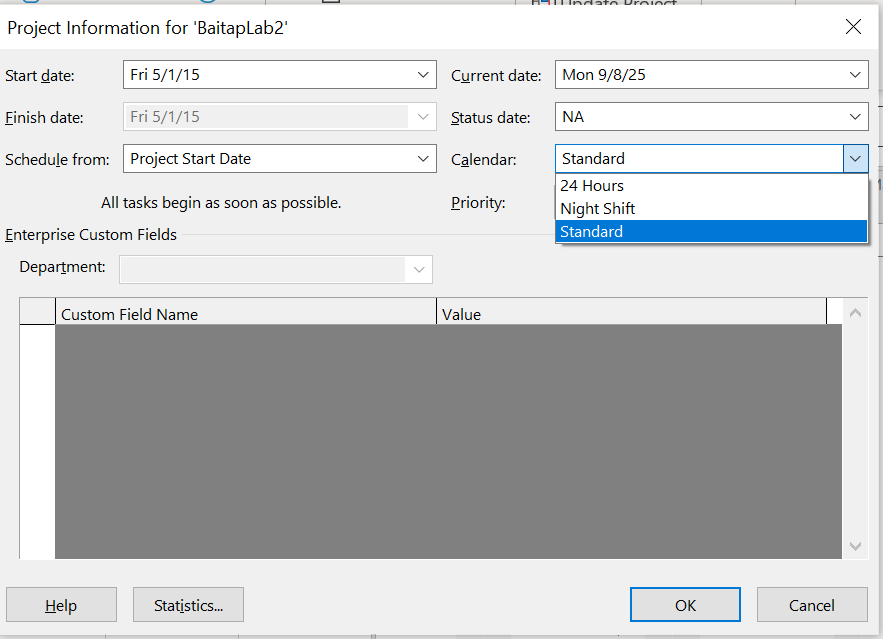 Update Project
Project Information for 'BaitapLab2'
Start date: Fri 5/1/15 Current date: Mon 9/8/25
Finish date: Fri 5/1/15 Status date: NA
Schedule from: Project Start Date Calendar: Standard
24 Hours
All tasks begin as soon as possible. Priority: Night Shift
Enterprise Custom Fields Standard
Department:
Custom Field Name Value
Help Statistics... OK Cancel